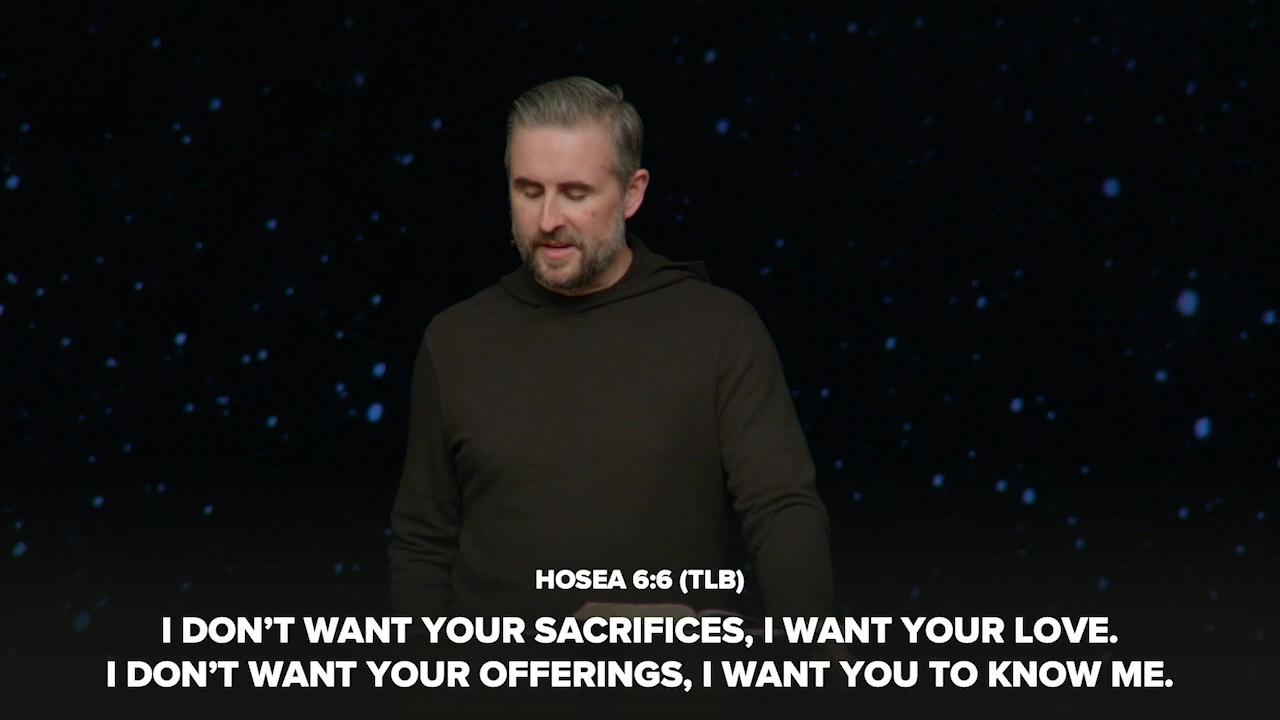 HOSEA 6:6 (TLB)
I DON’T WANT YOUR SACRIFICES, I WANT YOUR LOVE.
I DON’T WANT YOUR OFFERINGS, I WANT YOU TO KNOW ME.